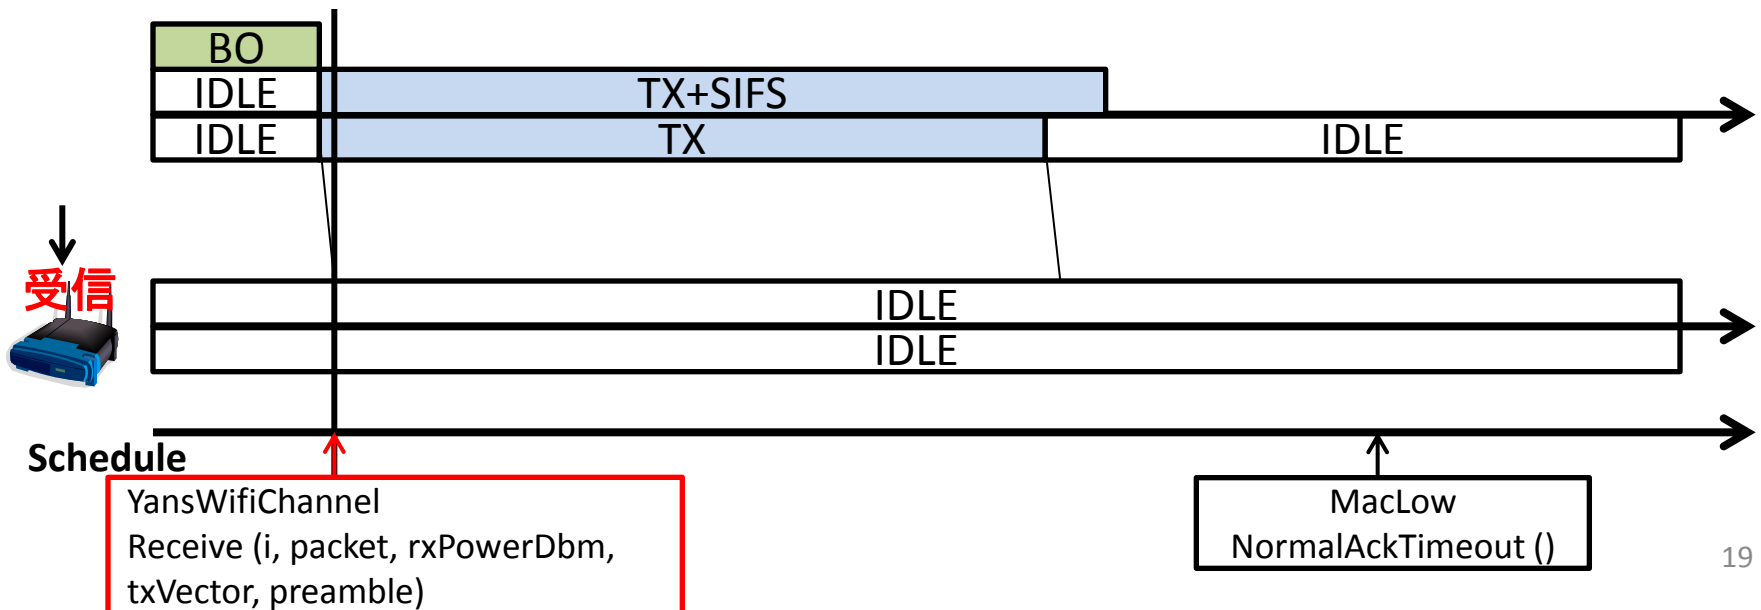 BO
IDLE
TX+SIFS
IDLE
TX
IDLE
受信
IDLE
IDLE
Schedule
YansWifiChannel
Receive (i, packet, rxPowerDbm,
txVector, preamble)
MacLow
NormalAckTimeout ()
19